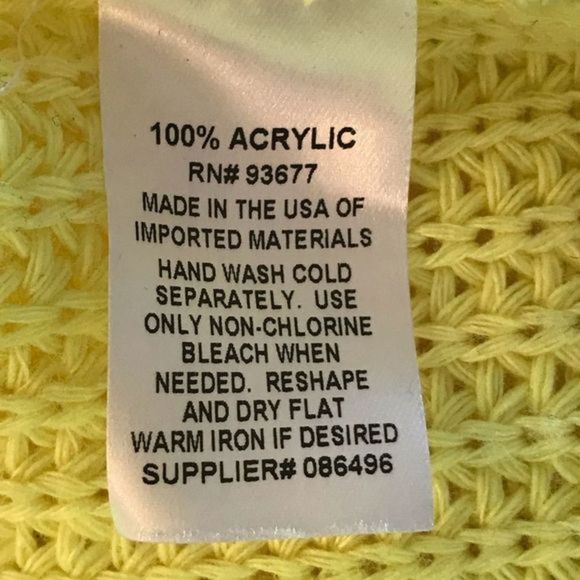 100% ACRYLIC
RN# 93677
MADE IN THE USA OF
IMPORTED MATERIALS
HAND WASH COLD
SEPARATELY. USE
ONLY NON-CHLORINE
BLEACH WHEN
NEEDED. RESHAPE
AND DRY FLAT
WARM IRON IF DESIRED
SUPPLIER# 086496